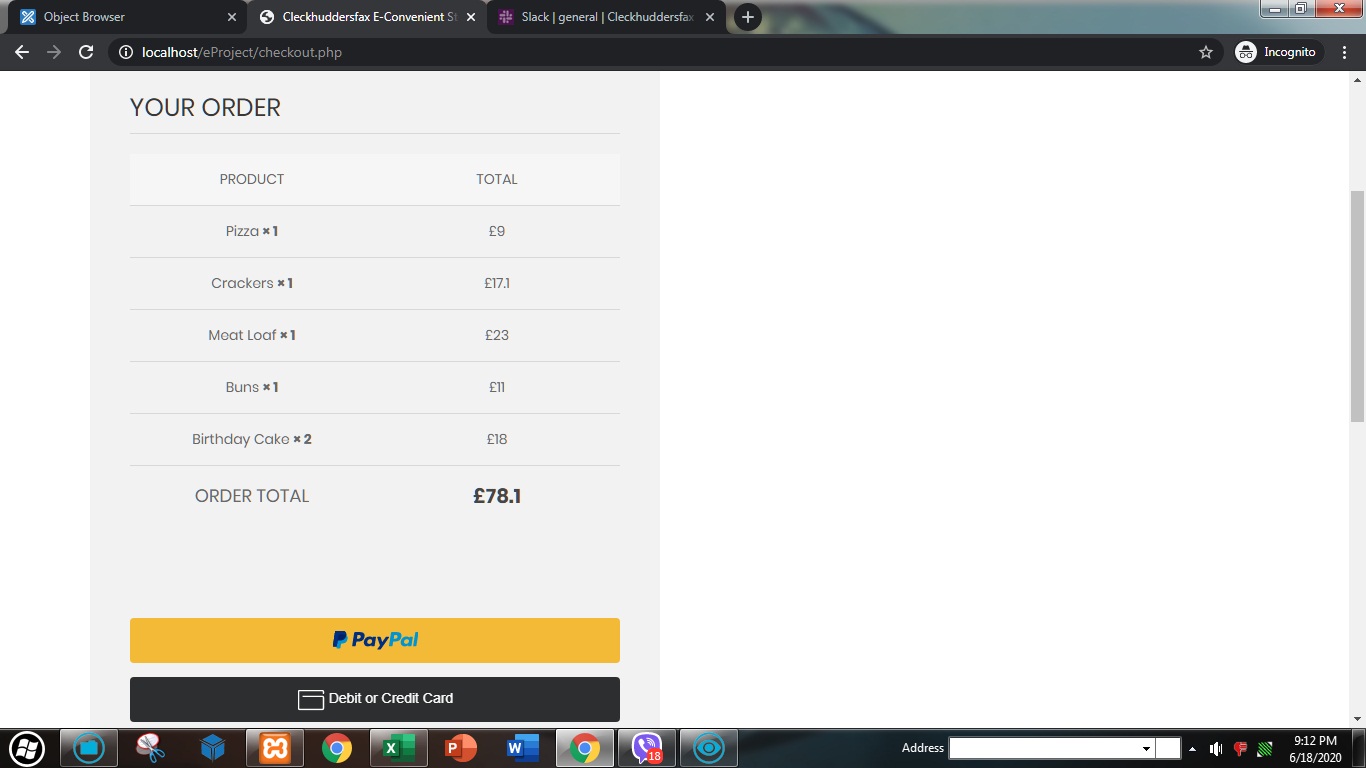 Object Browser
Cleckhuddersfax E-Convenient St
Slack | general | Cleckhuddersfax
localhost/eProject/checkout.php
Incognito
YOUR ORDER
PRODUCT TOTAL
Pizza × 1 £9
Crackers × 1 £17.1
Meat Loaf × 1 £23
Buns × 1 £11
Birthday Cake × 2 £18
ORDER TOTAL £78.1
PayPal
Debit or Credit Card
Address
18
9:12 PM
6/18/2020